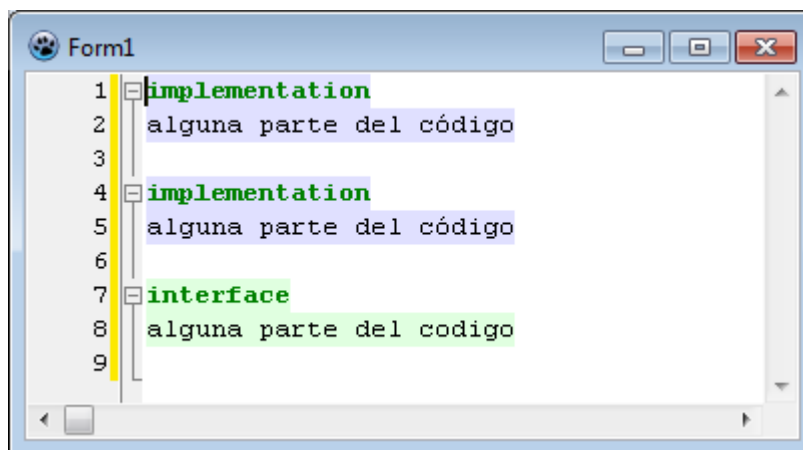 Form1
1 implementation
2 alguna parte del código
3
4 implementation
5 alguna parte del código
6
7 interface
8 alguna parte del codigo
9